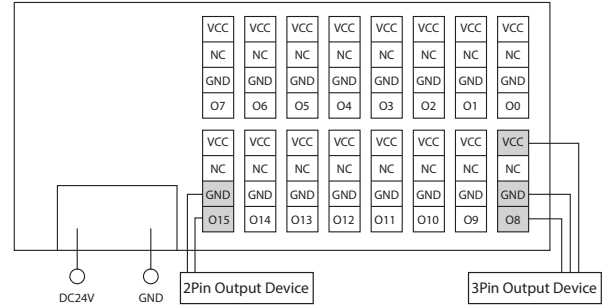 VCC VCC VCC VCC VCC VCC VCC VCC
NC NC NC NC NC NC NC NC
GND GND GND GND GND GND GND GND
O7 O6 O5 O4 O3 O2 O1 O0
VCC VCC VCC VCC VCC VCC VCC VCC
NC NC NC NC NC NC NC NC
GND GND GND GND GND GND GND GND
O15 O14 O13 O12 O11 O10 O9 O8
DC24V GND 2Pin Output Device 3Pin Output Device